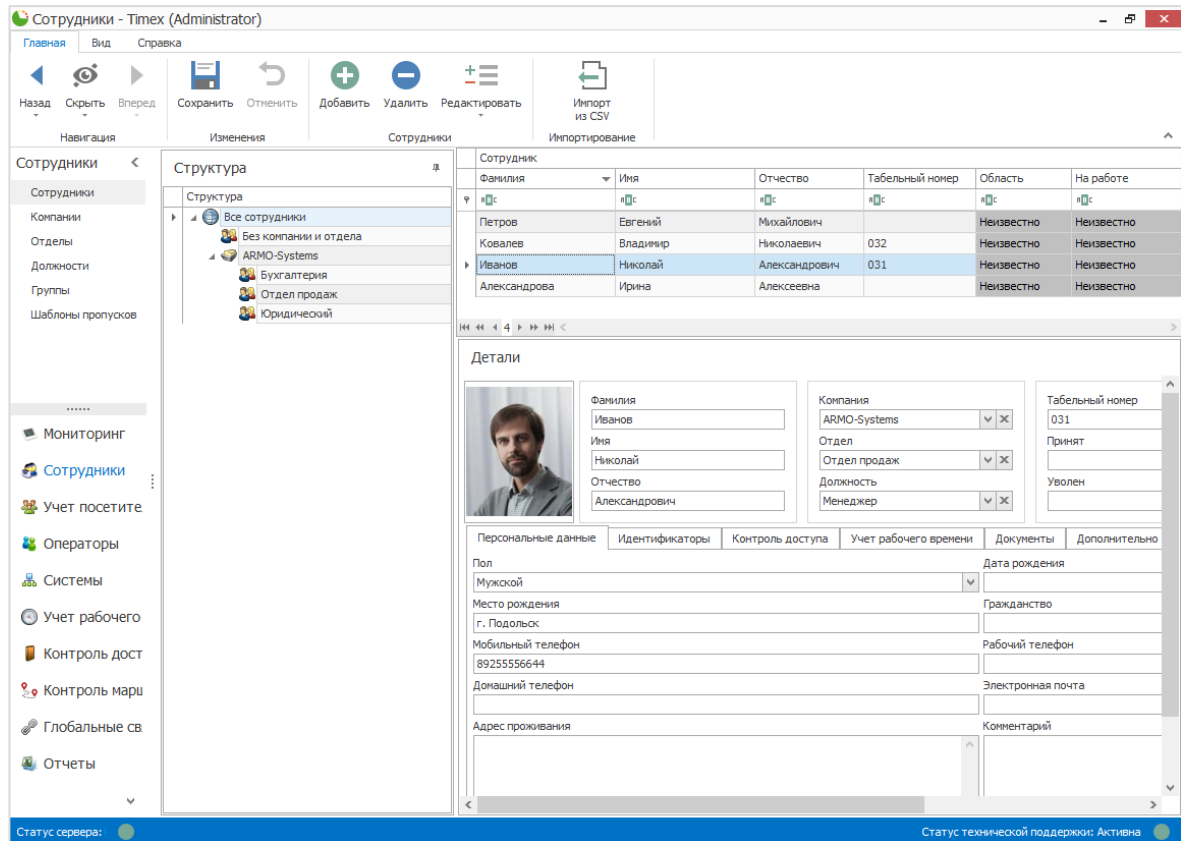 Сотрудники - Timex (Administrator)
Главная Вид Справка
Назад Скрыть Вперед Сохранить Отменить Добавить Удалить Редактировать Импорт из CSV
Навигация Изменения Сотрудники Импортирование
Сотрудники
Сотрудники
Компании
Отделы
Должности
Группы
Шаблоны пропусков
Мониторинг
Сотрудники
Учет посетите
Операторы
Системы
Учет рабочего
Контроль дост
Контроль марш
Глобальные св
Отчеты
Структура
Структура
Все сотрудники
Без компании и отдела
ARMO-Systems
Бухгалтерия
Отдел продаж
Юридический
Сотрудник
Фамилия Имя Отчество Табельный номер Область На работе
Петров Евгений Михайлович Неизвестно Неизвестно
Ковалев Владимир Николаевич 032 Неизвестно Неизвестно
Иванов Николай Александрович 031 Неизвестно Неизвестно
Александрова Ирина Алексеевна Неизвестно Неизвестно
4
Детали
Фамилия Компания Табельный номер
Иванов ARMO-Systems 031
Имя Отдел Принят
Николай Отдел продаж
Отчество Должность Уволен
Александрович Менеджер
Персональные данные Идентификаторы Контроль доступа Учет рабочего времени Документы Дополнительно
Пол Дата рождения
Мужской
Место рождения Гражданство
г. Подольск
Мобильный телефон Рабочий телефон
89255556644
Домашний телефон Электронная почта
Адрес проживания Комментарий
Статус сервера: Статус технической поддержки: Активна